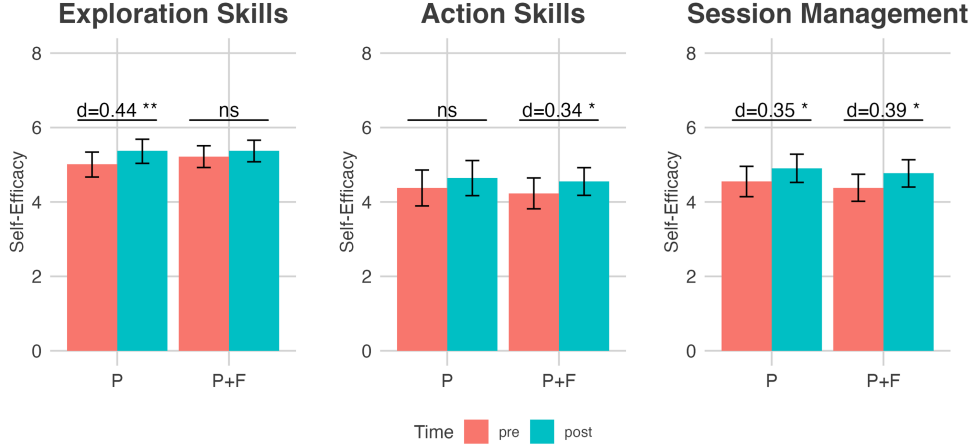 Exploration Skills
Action Skills
Session Management
8
6
4
2
0
Self-Efficacy
d=0.44 **
ns
P
P+F
8
6
4
2
0
Self-Efficacy
ns
d=0.34 *
P
P+F
8
6
4
2
0
Self-Efficacy
d=0.35 *
d=0.39 *
P
P+F
Time pre post